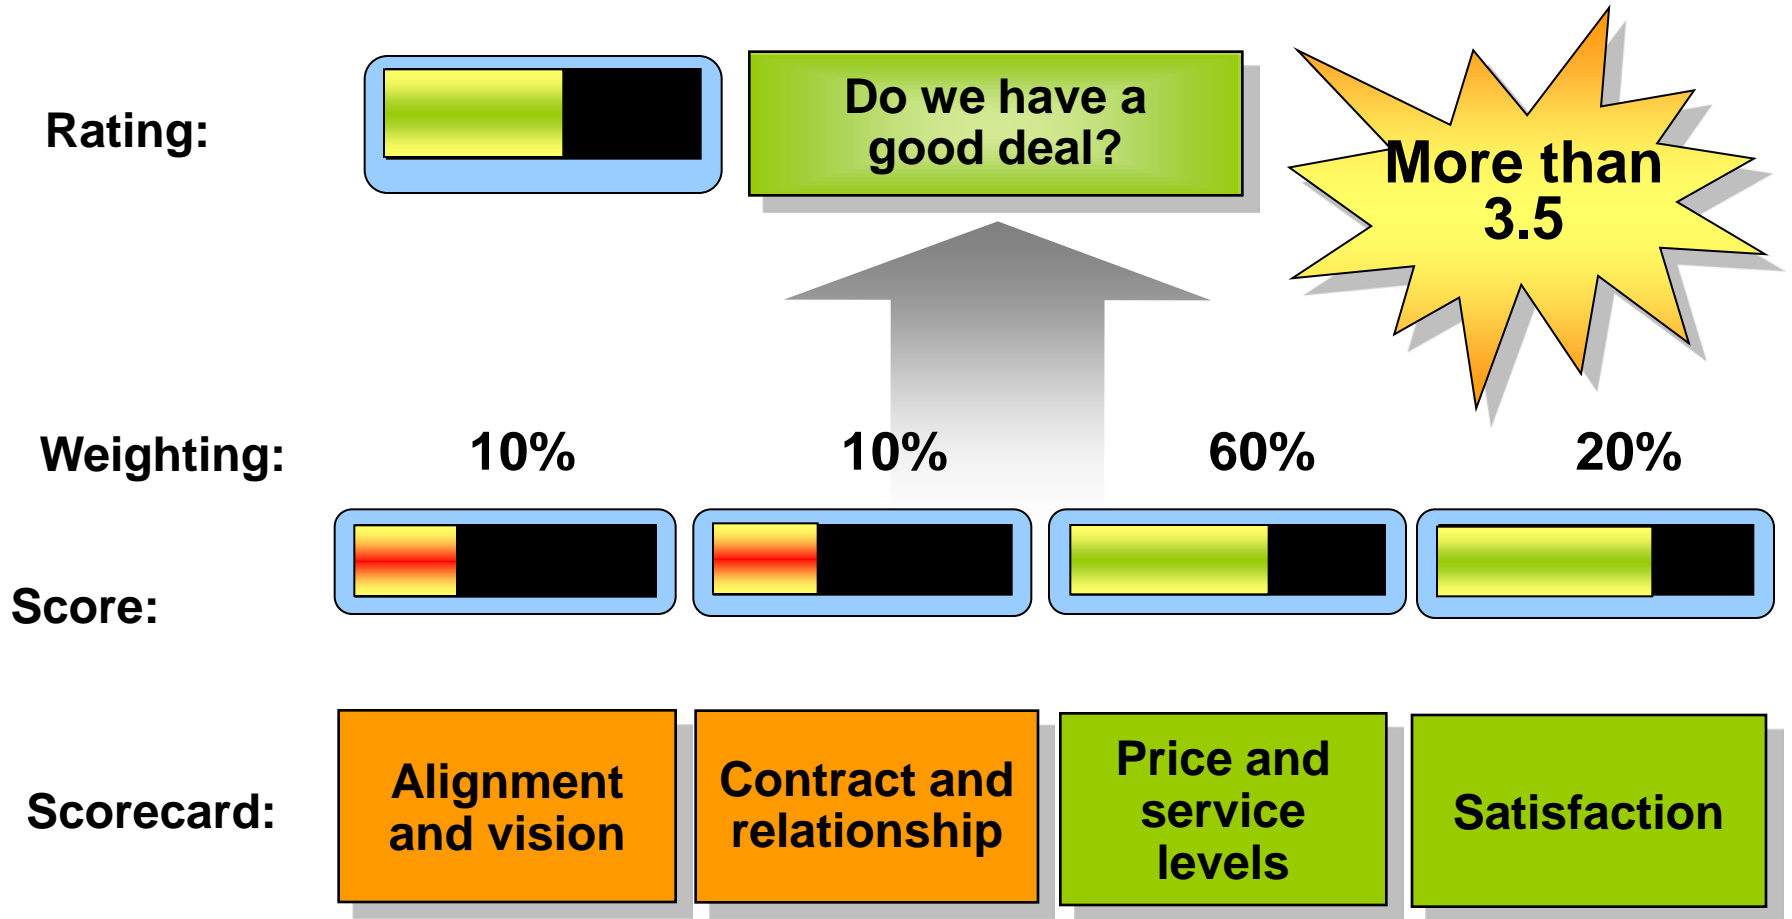 Rating:
Do we have a
good deal?
More than
3.5
Weighting:
10%
10%
60%
20%
Score:
Scorecard:
Alignment
and vision
Contract and
relationship
Price and
service
levels
Satisfaction